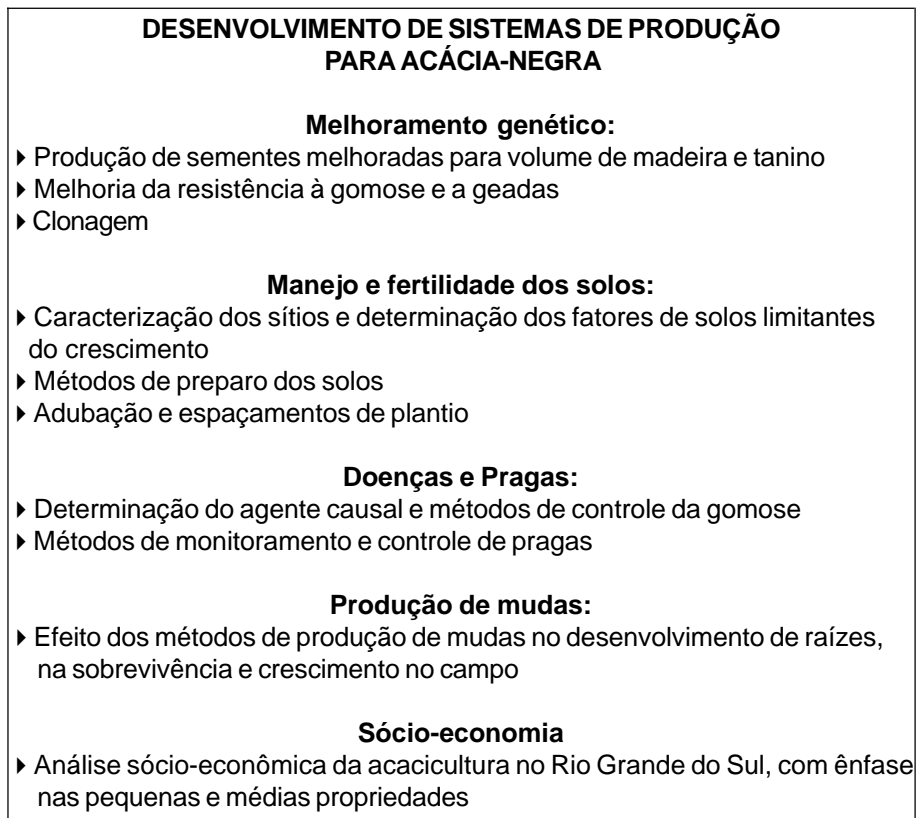 DESENVOLVIMENTO DE SISTEMAS DE PRODUÇÃO
PARA ACÁCIA-NEGRA
Melhoramento genético:
▸ Produção de sementes melhoradas para volume de madeira e tanino
▸ Melhoria da resistência à gomose e a geadas
▸ Clonagem
Manejo e fertilidade dos solos:
▸ Caracterização dos sítios e determinação dos fatores de solos limitantes
do crescimento
▸ Métodos de preparo dos solos
▸ Adubação e espaçamentos de plantio
Doenças e Pragas:
▸ Determinação do agente causal e métodos de controle da gomose
▸ Métodos de monitoramento e controle de pragas
Produção de mudas:
▸ Efeito dos métodos de produção de mudas no desenvolvimento de raízes,
na sobrevivência e crescimento no campo
Sócio-economia
▸ Análise sócio-econômica da acacicultura no Rio Grande do Sul, com ênfase
nas pequenas e médias propriedades